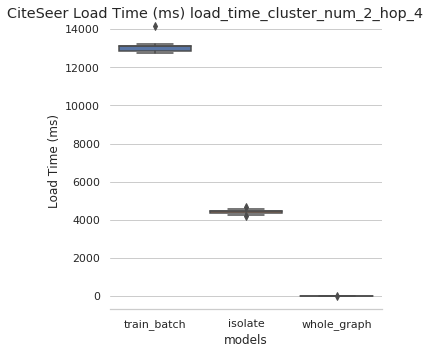 CiteSeer Load Time (ms) load_time_cluster_num_2_hop_4
14000
12000
10000
8000
6000
4000
2000
0
Load Time (ms)
train_batch isolate whole_graph
models